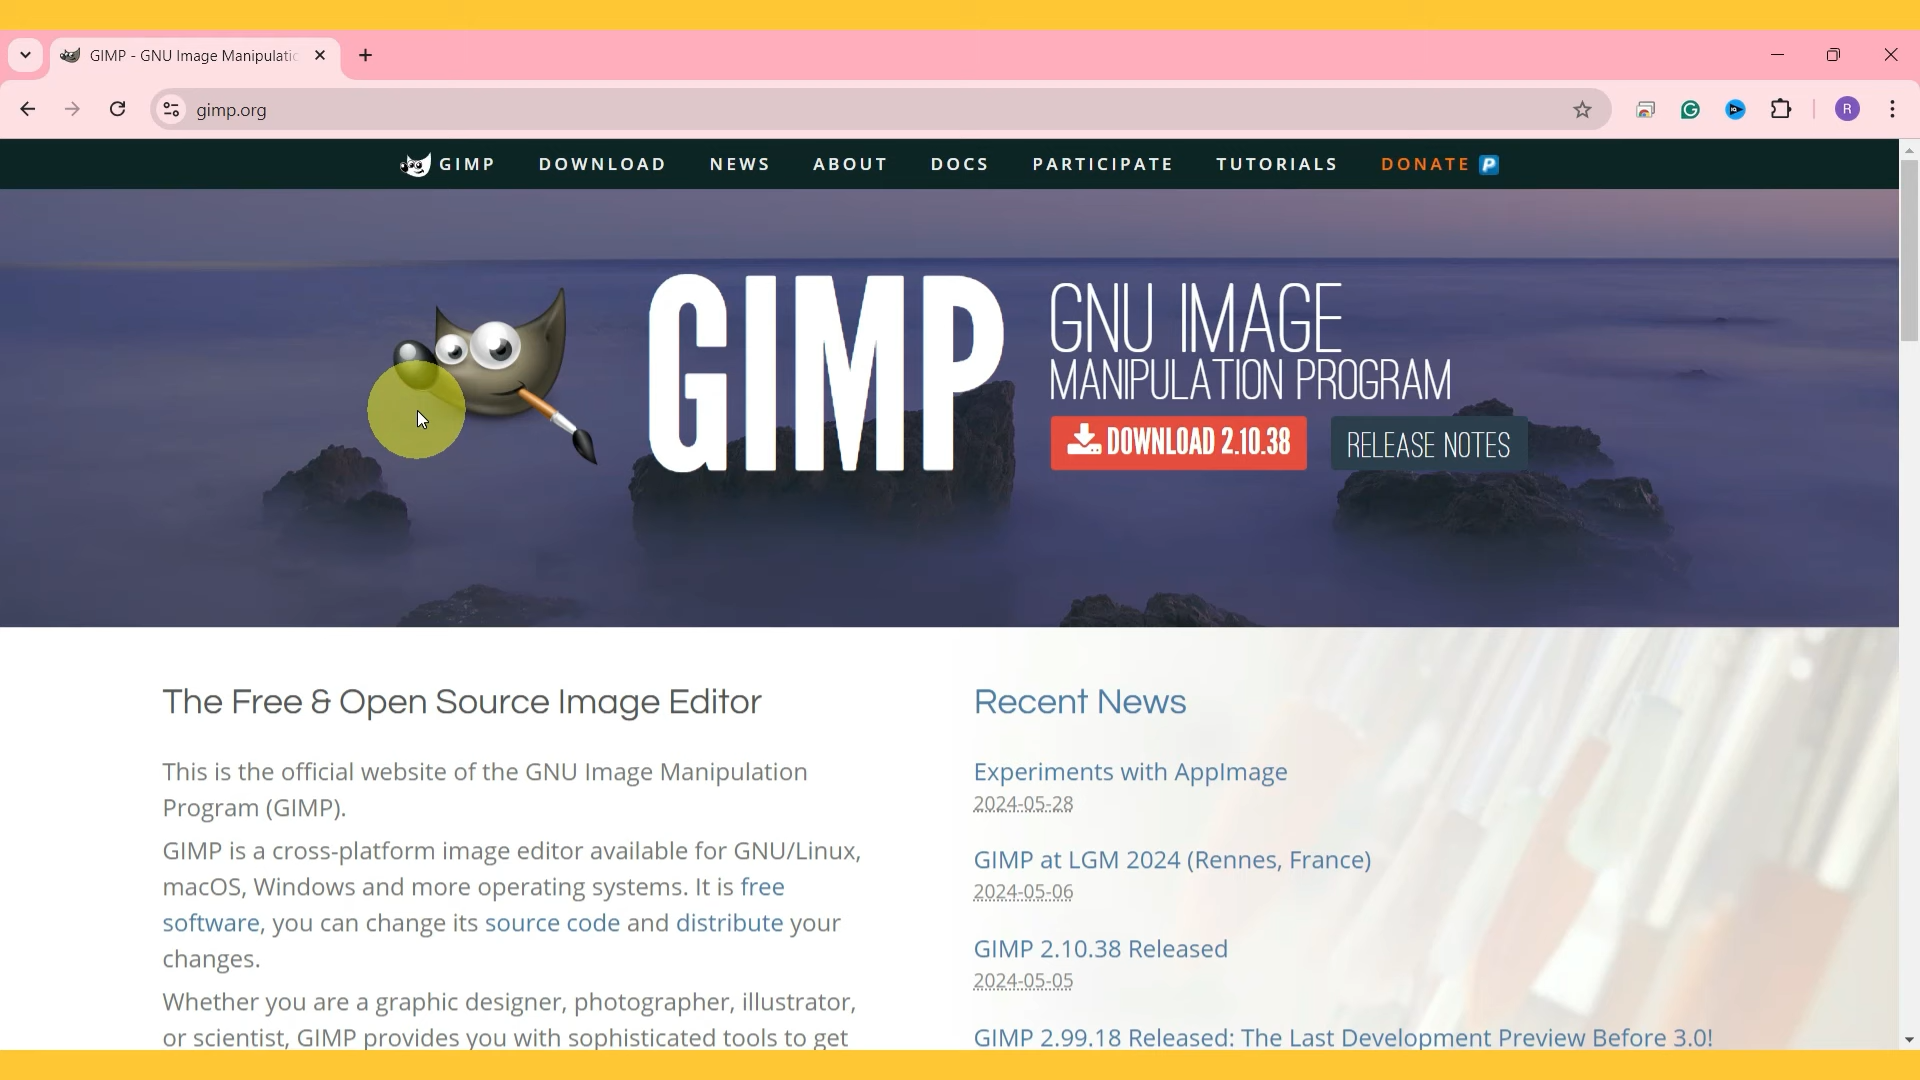 GIMP - GNU Image Manipulatic
gimp.org
R
GIMP DOWNLOAD NEWS ABOUT DOCS PARTICIPATE TUTORIALS DONATE P
GIMP
GNU IMAGE
MANIPULATION PROGRAM
DOWNLOAD 2.10.38
RELEASE NOTES
The Free & Open Source Image Editor
This is the official website of the GNU Image Manipulation
Program (GIMP).
GIMP is a cross-platform image editor available for GNU/Linux,
macOS, Windows and more operating systems. It is free
software, you can change its source code and distribute your
changes.
Whether you are a graphic designer, photographer, illustrator,
or scientist, GIMP provides you with sophisticated tools to get
Recent News
Experiments with AppImage
2024-05-28
GIMP at LGM 2024 (Rennes, France)
2024-05-06
GIMP 2.10.38 Released
2024-05-05
GIMP 2.99.18 Released: The Last Development Preview Before 3.0!